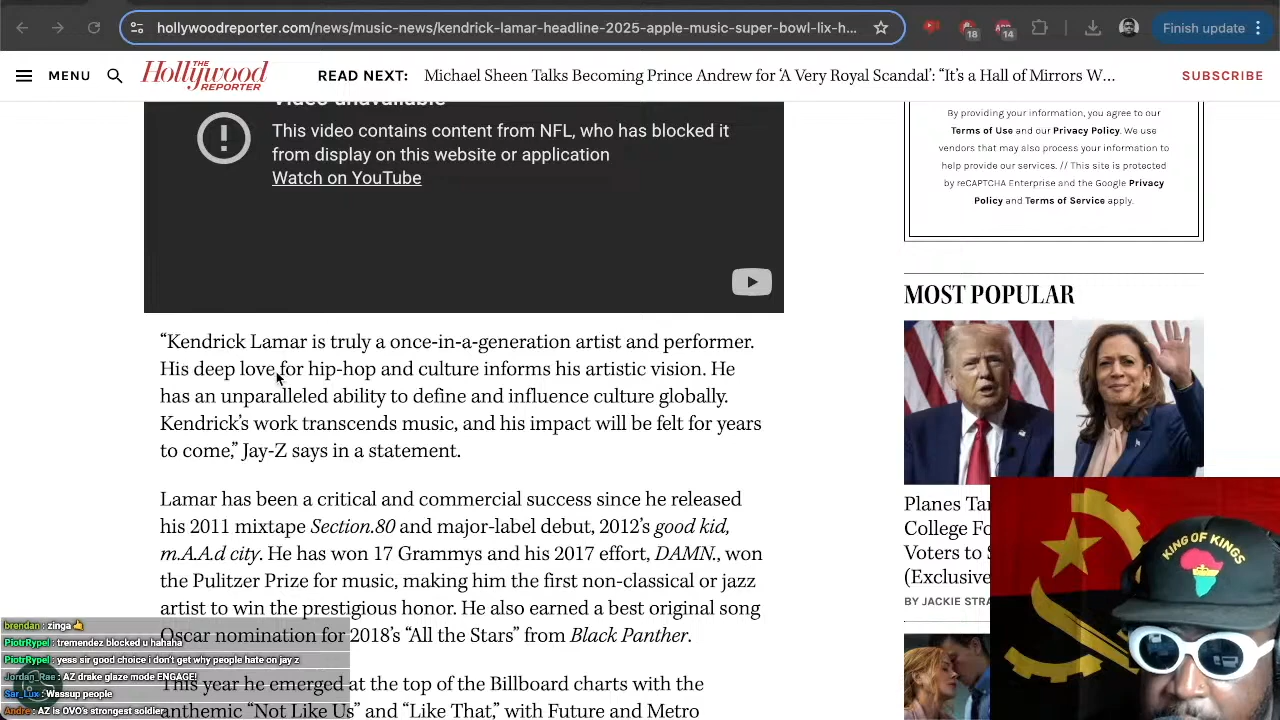 hollywoodreporter.com/news/music-news/kendrick-lamar-headline-2025-apple-music-super-bowl-lix-h...
18
14
Finish update
MENU
THE
Hollywood
REPORTER
READ NEXT:
Michael Sheen Talks Becoming Prince Andrew for ‘A Very Royal Scandal’: “It’s a Hall of Mirrors W…
SUBSCRIBE
Video unavailable
This video contains content from NFL, who has blocked it
from display on this website or application
Watch on YouTube
“Kendrick Lamar is truly a once-in-a-generation artist and performer.
His deep love for hip-hop and culture informs his artistic vision. He
has an unparalleled ability to define and influence culture globally.
Kendrick’s work transcends music, and his impact will be felt for years
to come,” Jay-Z says in a statement.
Lamar has been a critical and commercial success since he released
his 2011 mixtape Section.80 and major-label debut, 2012’s good kid,
m.A.A.d city. He has won 17 Grammys and his 2017 effort, DAMN., won
the Pulitzer Prize for music, making him the first non-classical or jazz
artist to win the prestigious honor. He also earned a best original song
Oscar nomination for 2018’s “All the Stars” from Black Panther.
This year he emerged at the top of the Billboard charts with the
anthemic “Not Like Us” and “Like That,” with Future and Metro
By providing your information, you agree to our
Terms of Use and our Privacy Policy. We use
vendors that may also process your information to
help provide our services. // This site is protected
by reCAPTCHA Enterprise and the Google Privacy
Policy and Terms of Service apply.
MOST POPULAR
Planes Ta
College Fo
Voters to S
(Exclusive
BY JACKIE STRA
KING OF KINGS
brendan : zinga
PiotrRypel : tremendez blocked u hahaha
PiotrRypel : yess sir good choice i don't get why people hate on jay z
Jordan_Rae : AZ drake glaze mode ENGAGE!
Sar_Lux : Wassup people
Andre : AZ is OVO's strongest soldier